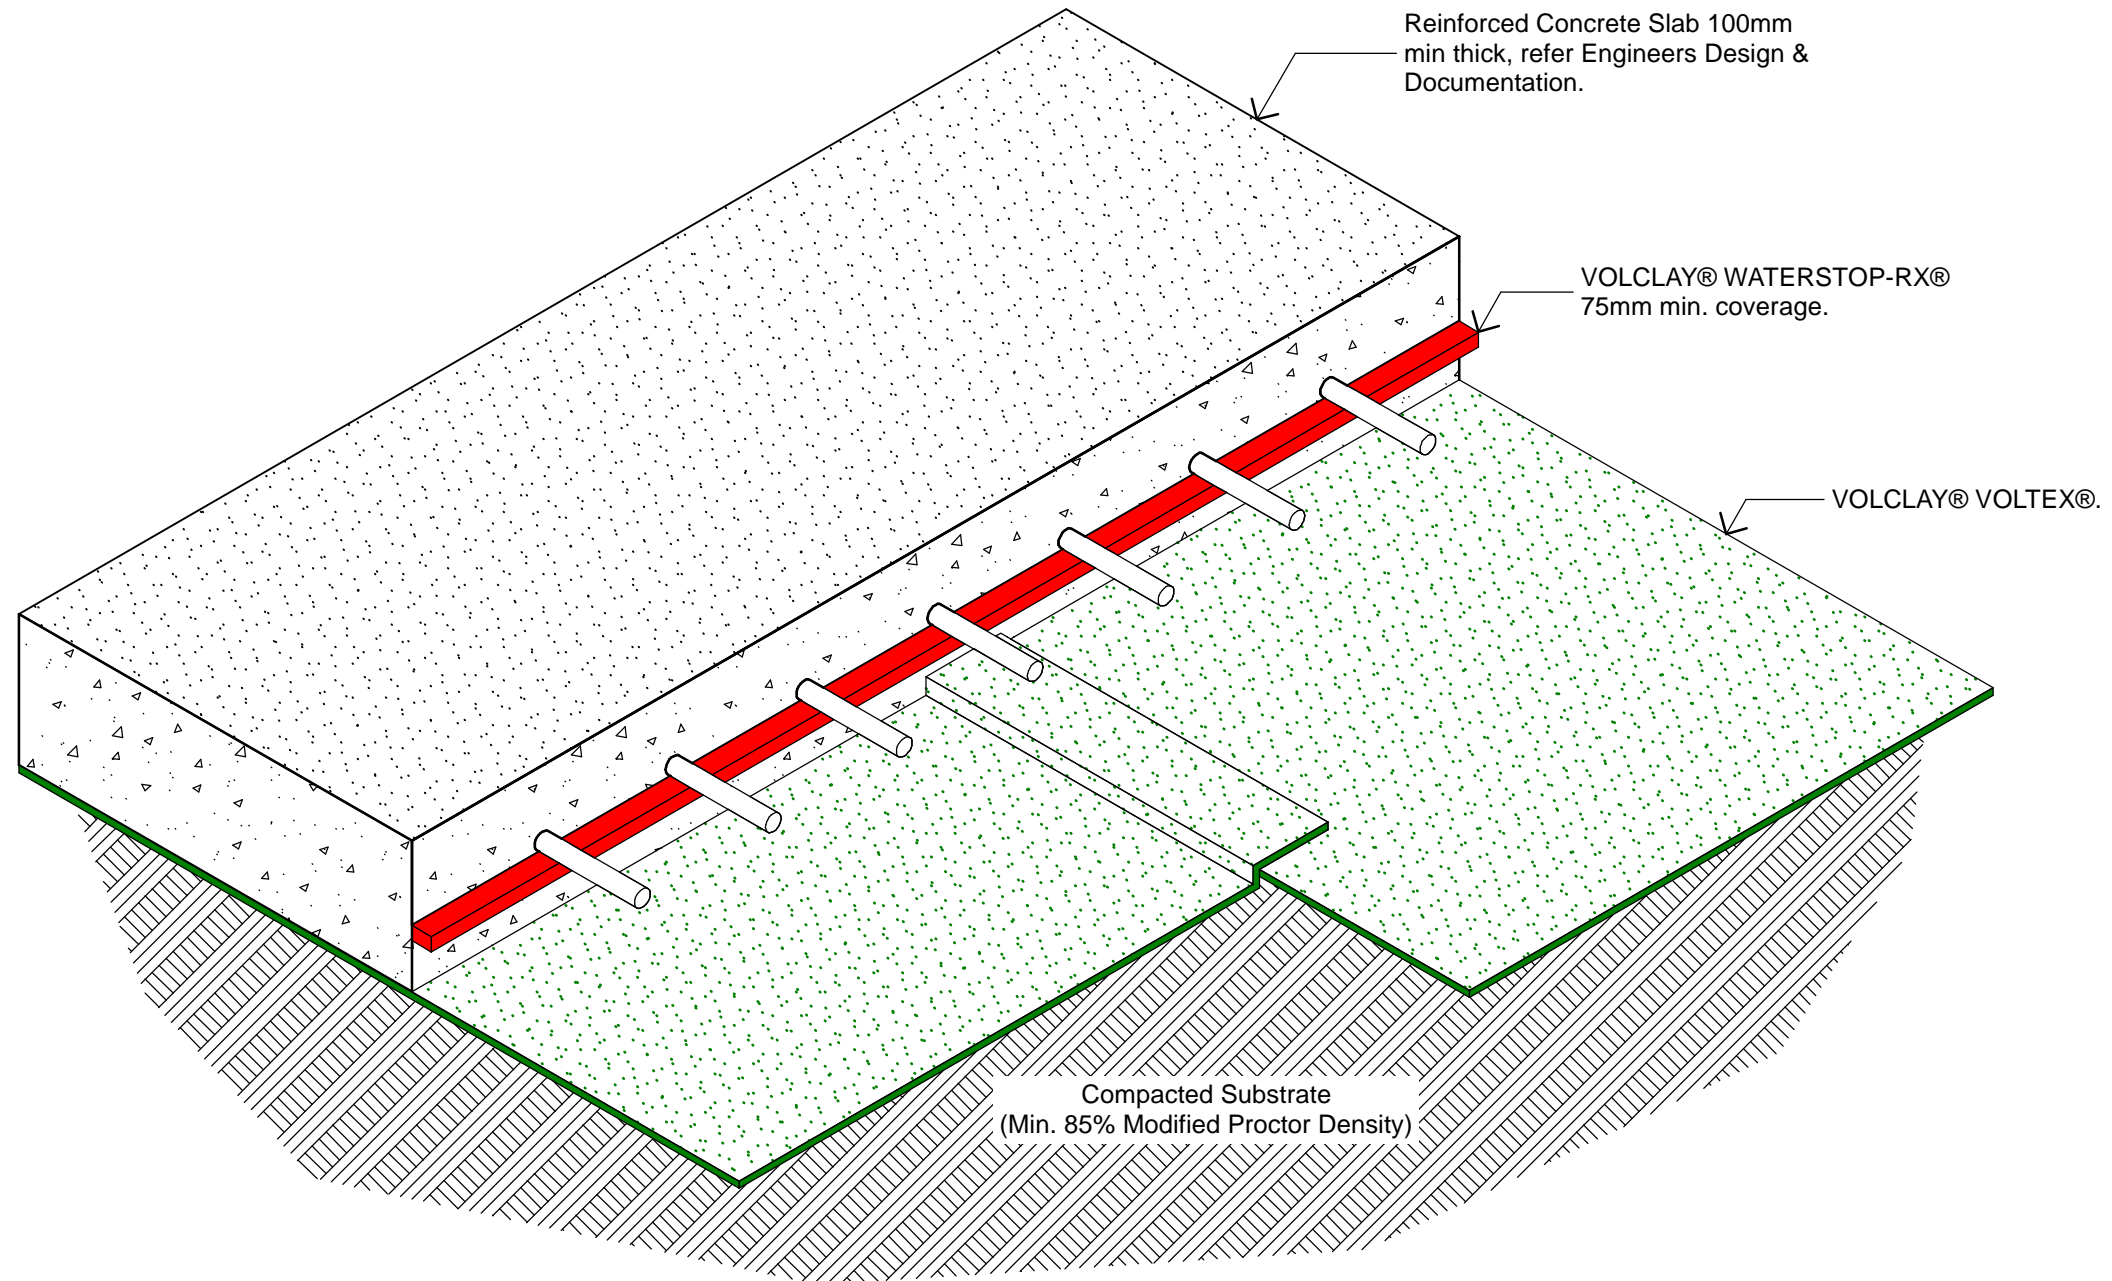 Reinforced Concrete Slab 100mm
min thick, refer Engineers Design &
Documentation.
VOLCLAY® WATERSTOP-RX®
75mm min. coverage.
VOLCLAY® VOLTEX®.
Compacted Substrate
(Min. 85% Modified Proctor Density)